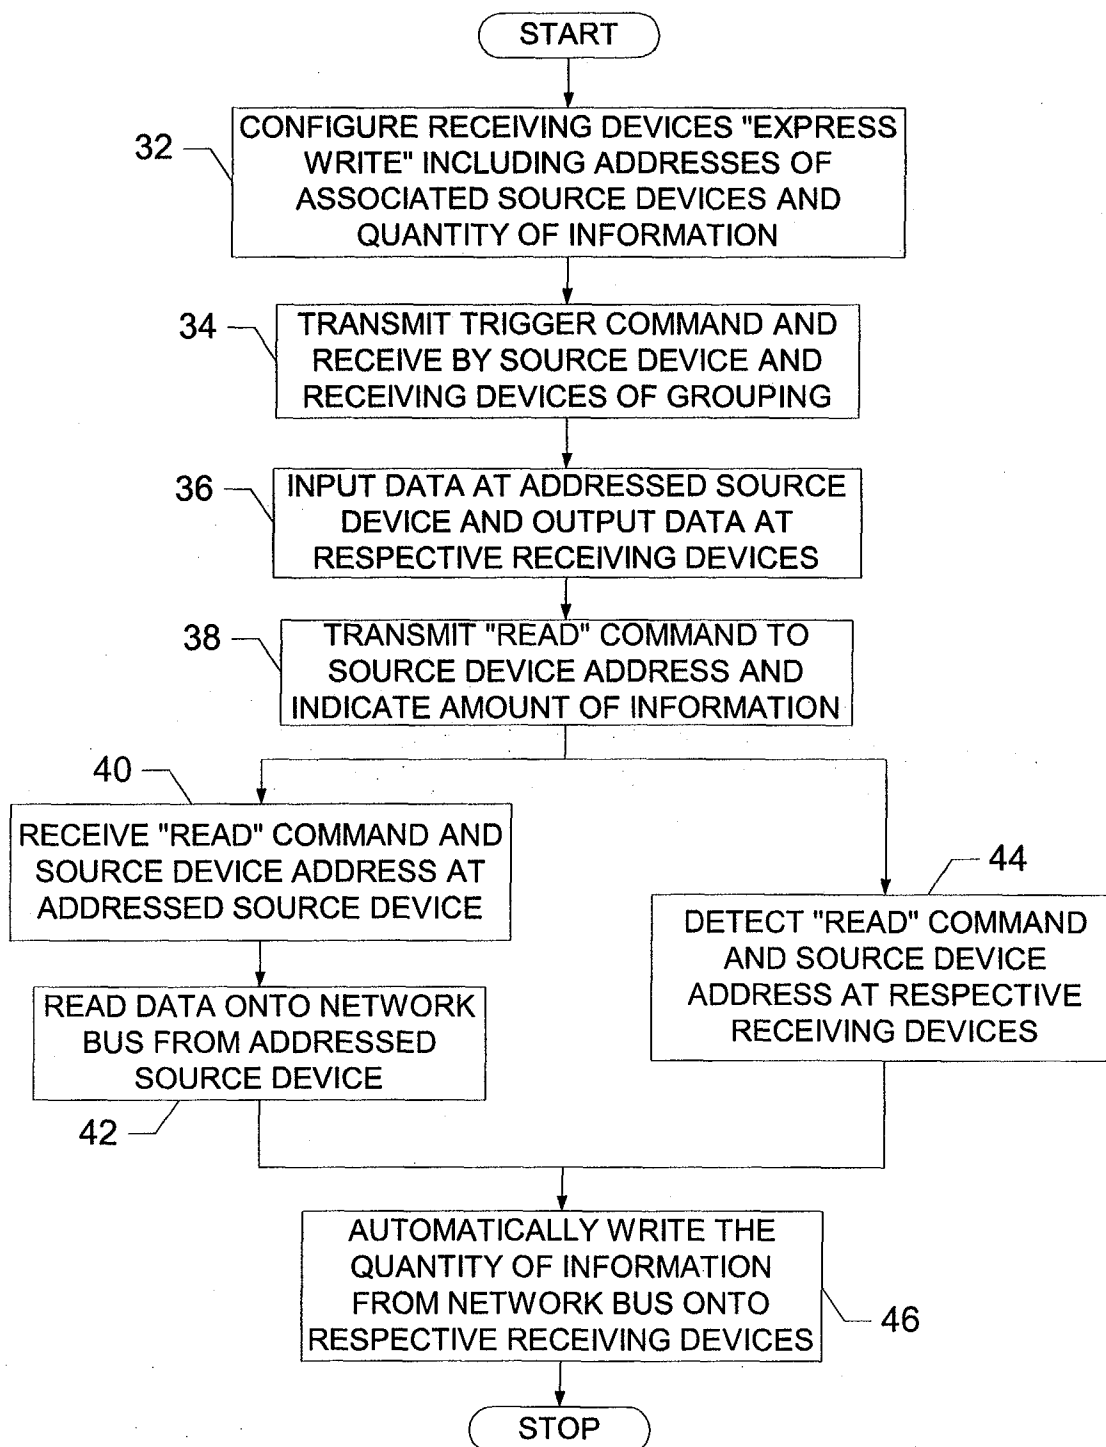 START
32
CONFIGURE RECEIVING DEVICES "EXPRESS
WRITE" INCLUDING ADDRESSES OF
ASSOCIATED SOURCE DEVICES AND
QUANTITY OF INFORMATION
34
TRANSMIT TRIGGER COMMAND AND
RECEIVE BY SOURCE DEVICE AND
RECEIVING DEVICES OF GROUPING
36
INPUT DATA AT ADDRESSED SOURCE
DEVICE AND OUTPUT DATA AT
RESPECTIVE RECEIVING DEVICES
38
TRANSMIT "READ" COMMAND TO
SOURCE DEVICE ADDRESS AND
INDICATE AMOUNT OF INFORMATION
40
RECEIVE "READ" COMMAND AND
SOURCE DEVICE ADDRESS AT
ADDRESSED SOURCE DEVICE
READ DATA ONTO NETWORK
BUS FROM ADDRESSED
SOURCE DEVICE
42
44
DETECT "READ" COMMAND
AND SOURCE DEVICE
ADDRESS AT RESPECTIVE
RECEIVING DEVICES
AUTOMATICALLY WRITE THE
QUANTITY OF INFORMATION
FROM NETWORK BUS ONTO
RESPECTIVE RECEIVING DEVICES
46
STOP